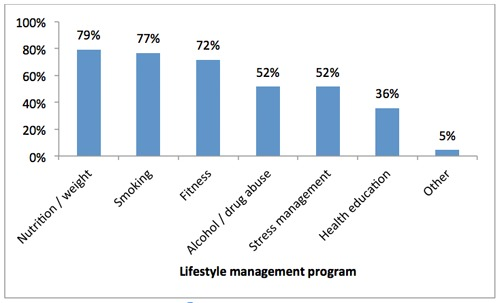 100%
80%
60%
40%
20%
0%
79%
77%
72%
52%
52%
36%
5%
Nutrition / weight
Smoking
Fitness
Alcohol / drug abuse
Stress management
Health education
Other
Lifestyle management program